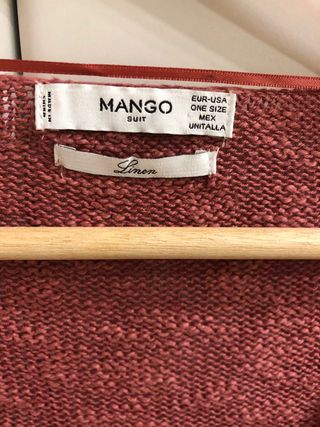 MANGO
SUIT
EUR-USA
ONE SIZE
MEX
UNITALLA
Linen